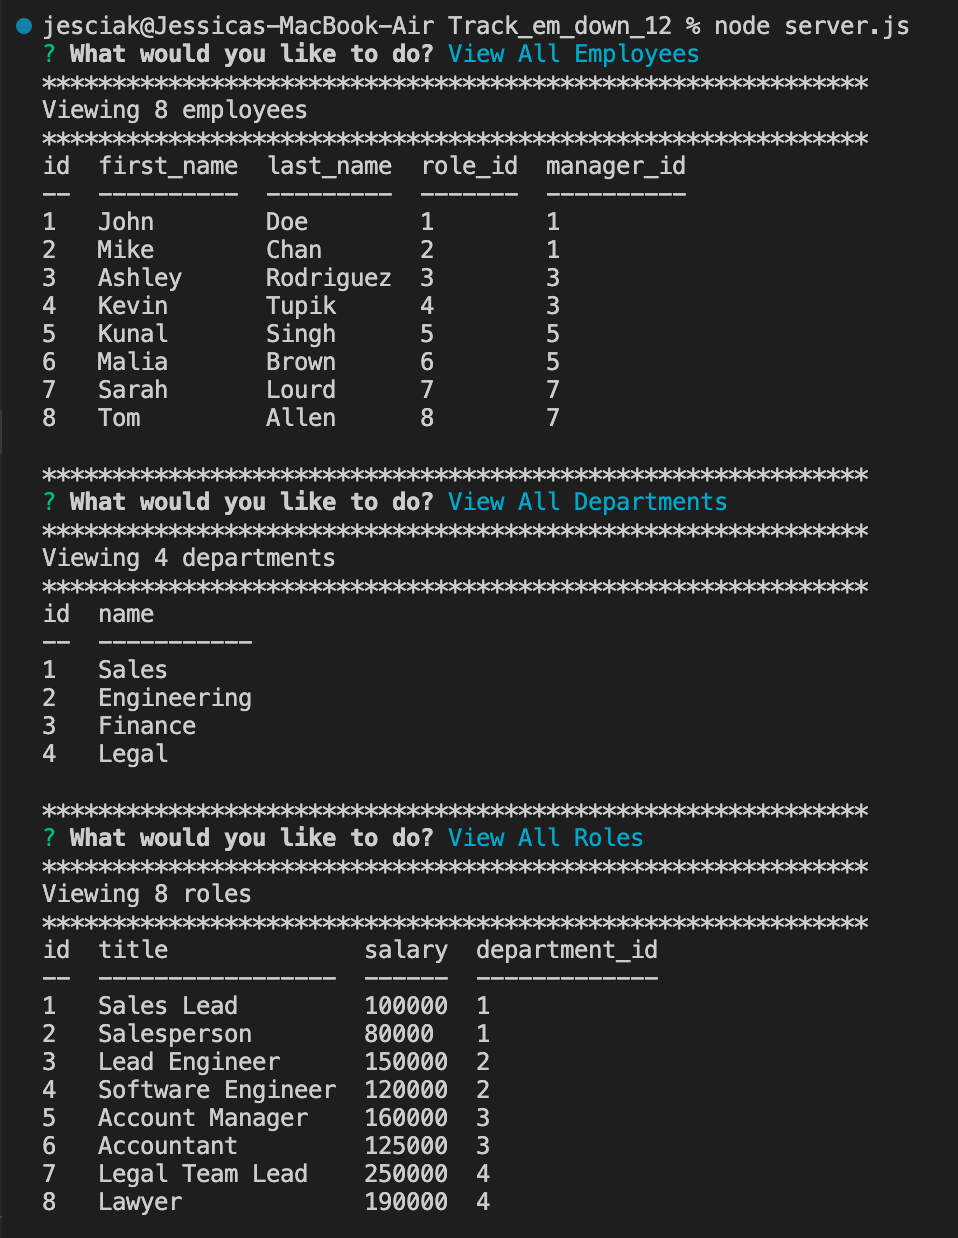 jesciak@Jessicas-MacBook-Air Track_em_down_12 % node server.js
? What would you like to do? View All Employees
***********************************************************
Viewing 8 employees
***********************************************************
id  first_name  last_name  role_id  manager_id
--  ----------  ---------  -------  ----------
1   John        Doe        1        1
2   Mike        Chan       2        1
3   Ashley      Rodriguez  3        3
4   Kevin       Tupik      4        3
5   Kunal       Singh      5        5
6   Malia       Brown      6        5
7   Sarah       Lourd      7        7
8   Tom         Allen      8        7
***********************************************************
? What would you like to do? View All Departments
***********************************************************
Viewing 4 departments
***********************************************************
id  name
--  -----------
1   Sales
2   Engineering
3   Finance
4   Legal
***********************************************************
? What would you like to do? View All Roles
***********************************************************
Viewing 8 roles
***********************************************************
id  title              salary  department_id
--  -----------------  ------  -------------
1   Sales Lead         100000  1
2   Salesperson        80000   1
3   Lead Engineer      150000  2
4   Software Engineer  120000  2
5   Account Manager    160000  3
6   Accountant         125000  3
7   Legal Team Lead    250000  4
8   Lawyer             190000  4